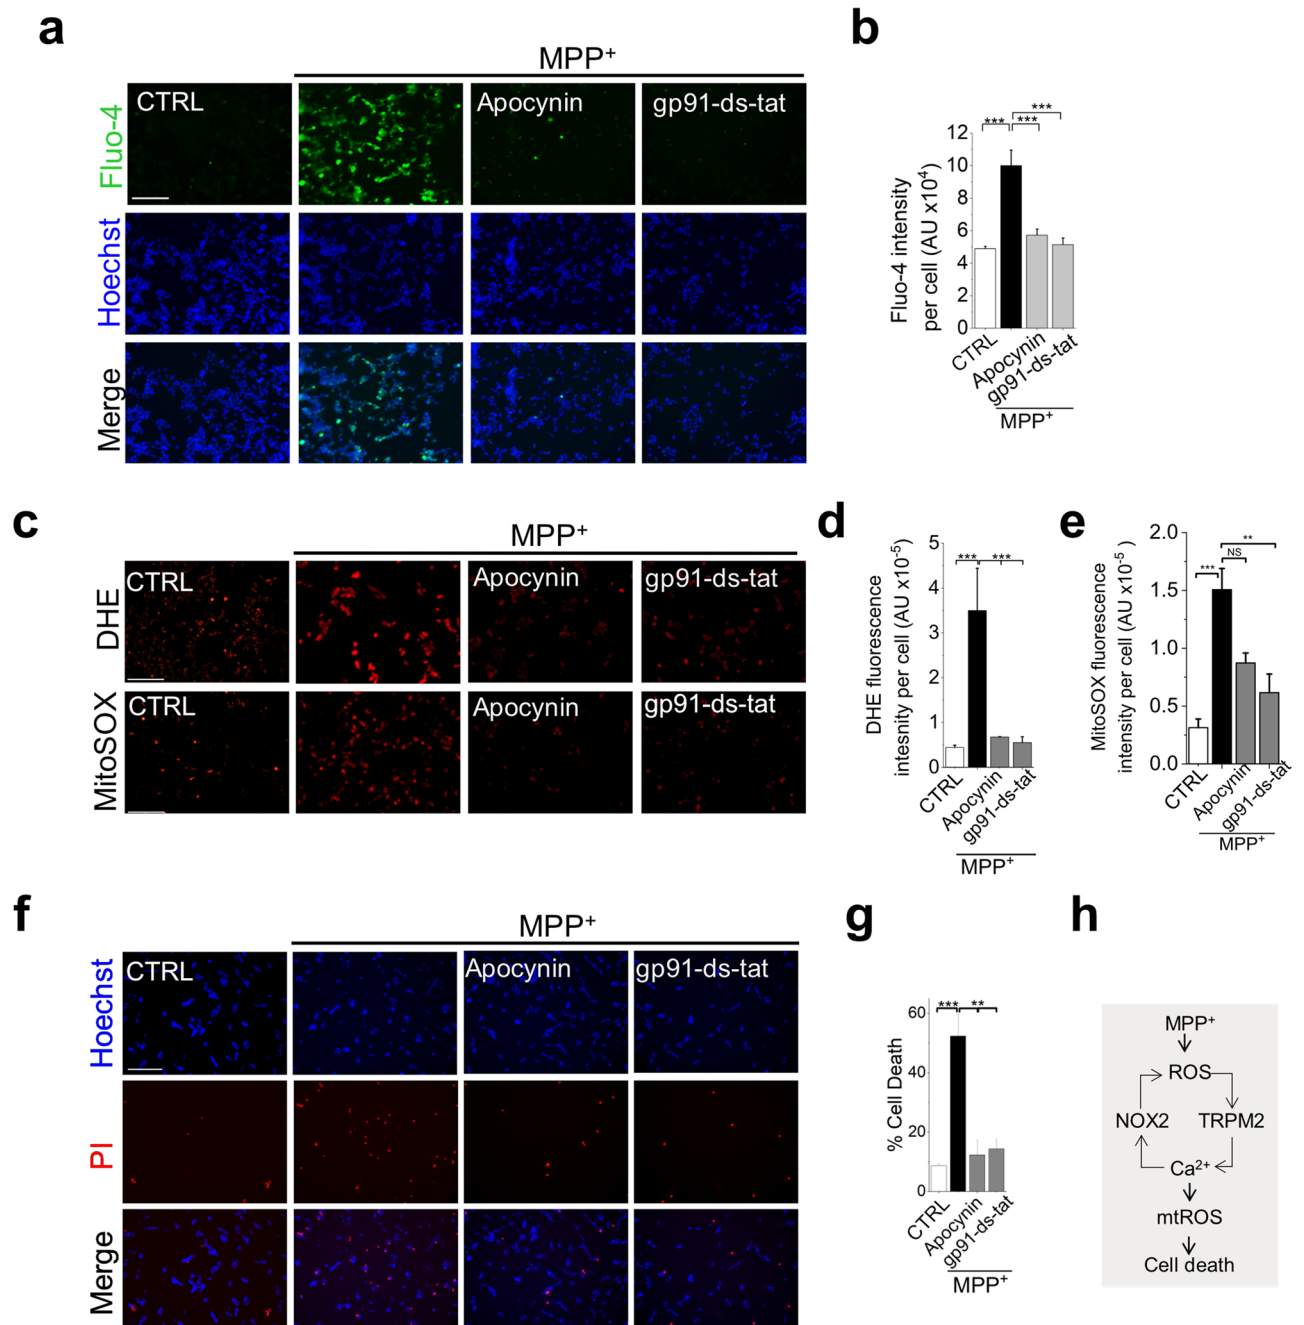 a
MPP⁺
Fluo-4
CTRL
Apocynin
gp91-ds-tat
Hoechst
Merge
b
Fluo-4 intensity
per cell (AU x10⁴)
12
10
8
6
4
2
0
***
***
***
CTRL
Apocynin
gp91-ds-tat
MPP⁺
c
MPP⁺
DHE
CTRL
Apocynin
gp91-ds-tat
MitoSOX
CTRL
Apocynin
gp91-ds-tat
d
DHE fluorescence
intesnity per cell (AU x10⁻⁵)
5
4
3
2
1
0
*** ***
CTRL
Apocynin
gp91-ds-tat
MPP⁺
e
MitoSOX fluorescence
intensity per cell (AU x10⁻⁵ )
2.0
1.5
1.0
0.5
0.0
**
NS
***
CTRL
Apocynin
gp91-ds-tat
MPP⁺
f
MPP⁺
Hoechst
CTRL
Apocynin
gp91-ds-tat
PI
Merge
g
% Cell Death
60
40
20
0
*** **
CTRL
Apocynin
gp91-ds-tat
MPP⁺
h
MPP⁺
ROS
NOX2 TRPM2
Ca²⁺
mtROS
Cell death